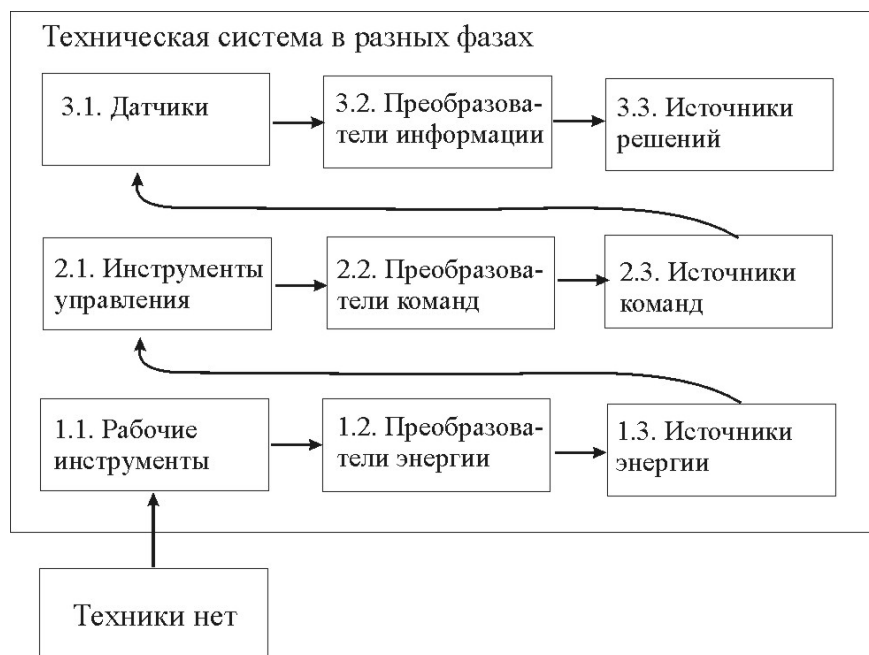 Техническая система в разных фазах
3.1. Датчики
3.2. Преобразова-
тели информации
3.3. Источники
решений
2.1. Инструменты
управления
2.2. Преобразова-
тели команд
2.3. Источники
команд
1.1. Рабочие
инструменты
1.2. Преобразова-
тели энергии
1.3. Источники
энергии
Техники нет